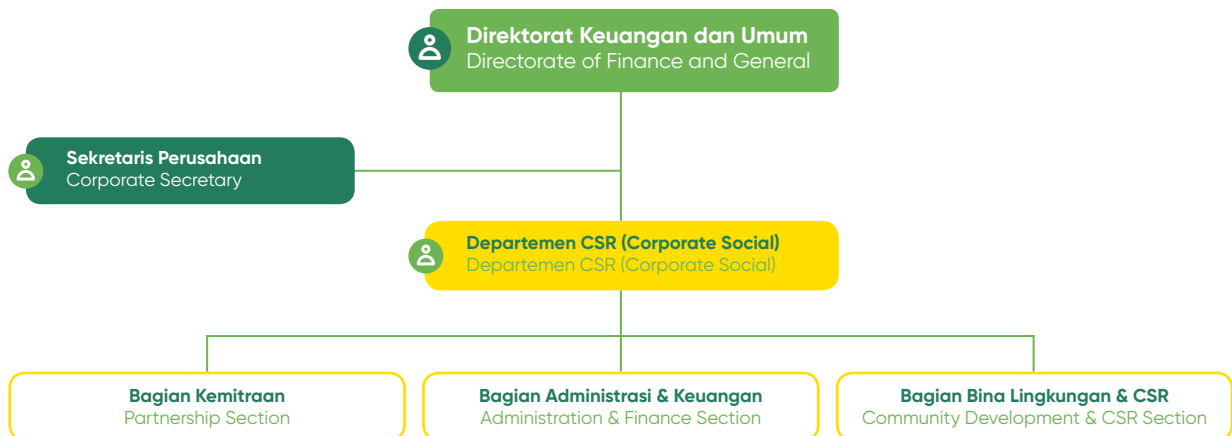 Direktorat Keuangan dan Umum
Directorate of Finance and General
Sekretaris Perusahaan
Corporate Secretary
Departemen CSR (Corporate Social)
Departemen CSR (Corporate Social)
Bagian Kemitraan
Partnership Section
Bagian Administrasi & Keuangan
Administration & Finance Section
Bagian Bina Lingkungan & CSR
Community Development & CSR Section